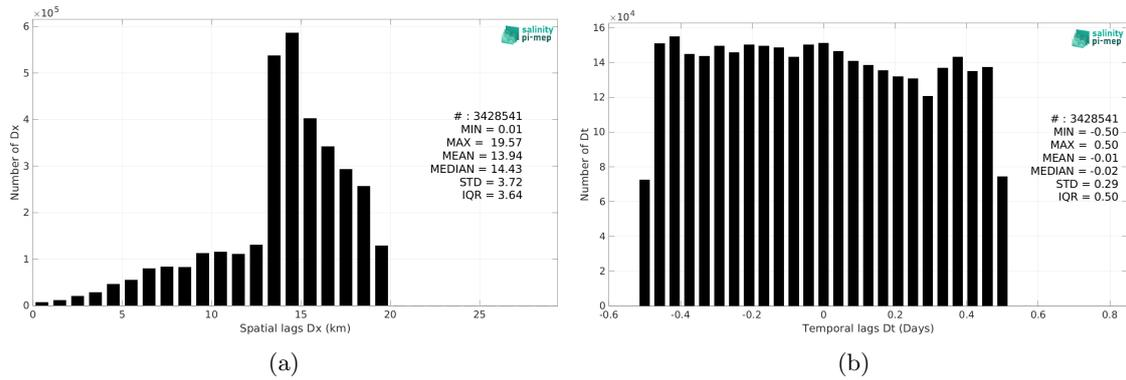 ×10^5
6
5
4
3
2
1
0
Number of Dx
0
5
10
15
20
25
Spatial lags Dx (km)
salinity
pi-mep
# : 3428541
MIN = 0.01
MAX = 19.57
MEAN = 13.94
MEDIAN = 14.43
STD = 3.72
IQR = 3.64
(a)
×10^4
16
14
12
10
8
6
4
2
0
Number of Dt
-0.6
-0.4
-0.2
0
0.2
0.4
0.6
0.8
Temporal lags Dt (Days)
salinity
pi-mep
# : 3428541
MIN = -0.50
MAX = 0.50
MEAN = -0.01
MEDIAN = -0.02
STD = 0.29
IQR = 0.50
(b)